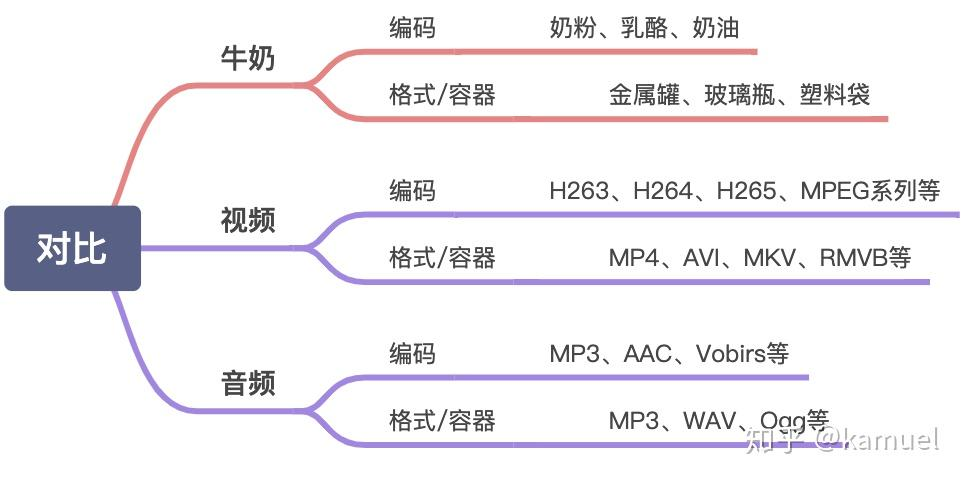 对比
牛奶
编码 奶粉、乳酪、奶油
格式/容器 金属罐、玻璃瓶、塑料袋
视频
编码 H263、H264、H265、MPEG系列等
格式/容器 MP4、AVI、MKV、RMVB等
音频
编码 MP3、AAC、Vobirs等
格式/容器 MP3、WAV、Ogg等
知乎 @kamuel